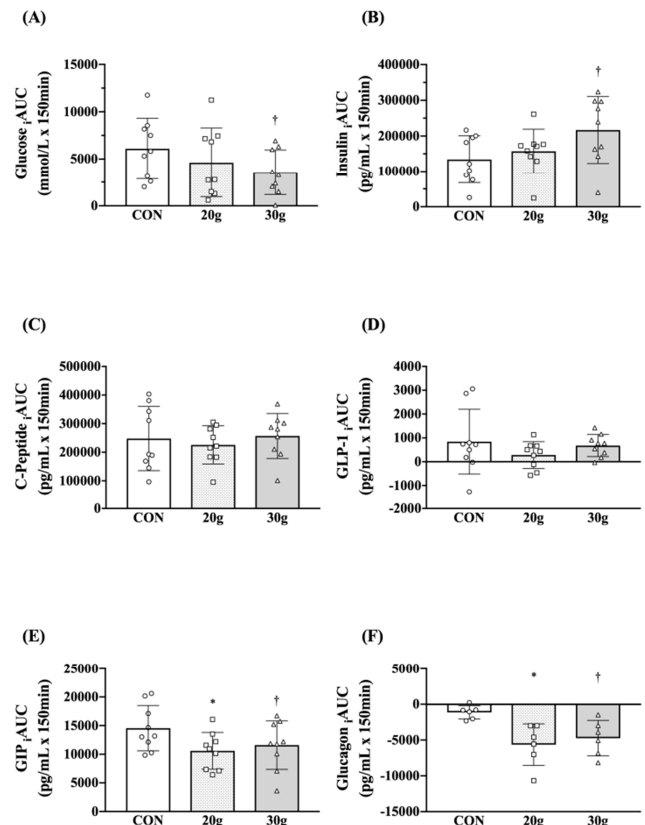 (A)
Glucose iAUC
(mmol/L x 150min)
15000
10000
5000
0
†
CON 20g 30g
(B)
Insulin iAUC
(pg/mL x 150min)
400000
300000
200000
100000
0
†
CON 20g 30g
(C)
C-Peptide iAUC
(pg/mL x 150min)
500000
400000
300000
200000
100000
0
CON 20g 30g
(D)
GLP-1 iAUC
(pg/mL x 150min)
4000
3000
2000
1000
0
-1000
-2000
CON 20g 30g
(E)
GIP iAUC
(pg/mL x 150min)
25000
20000
15000
10000
5000
0
* †
CON 20g 30g
(F)
Glucagon iAUC
(pg/mL x 150min)
5000
0
-5000
-10000
-15000
* †
CON 20g 30g